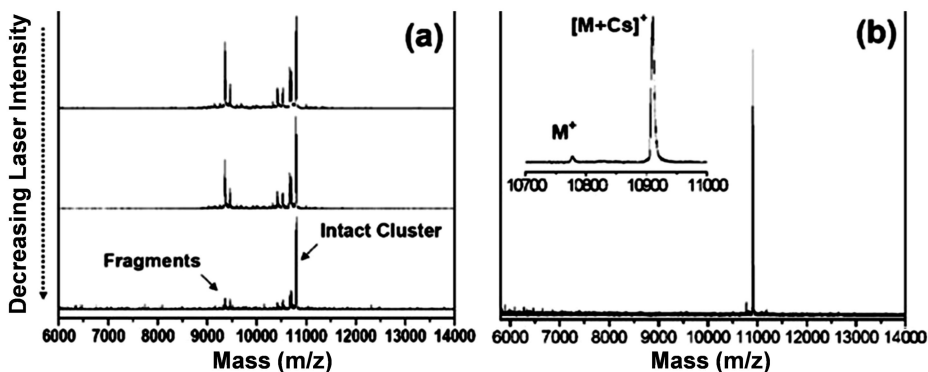 Decreasing Laser Intensity
(a)
Intact Cluster
Fragments
6000 7000 8000 9000 10000 11000 12000 13000 14000
Mass (m/z)
(b)
[M+Cs]+
M+
10700 10800 10900 11000
6000 7000 8000 9000 10000 11000 12000 13000 14000
Mass (m/z)